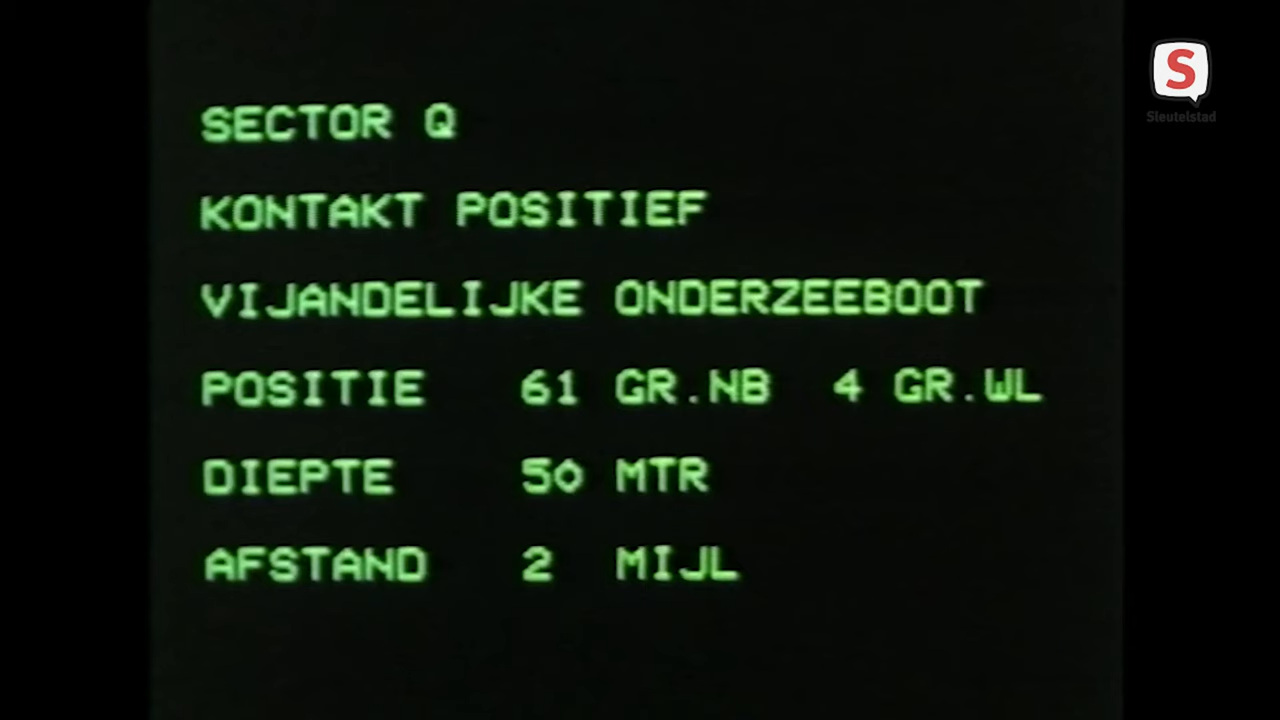 SECTOR Q
KONTAKT POSITIEF
VIJANDELIJKE ONDERZEEBOOT
POSITIE 61 GR.NB 4 GR.WL
DIEPTE 50 MTR
AFSTAND 2 MIJL
S
Sleutelstad